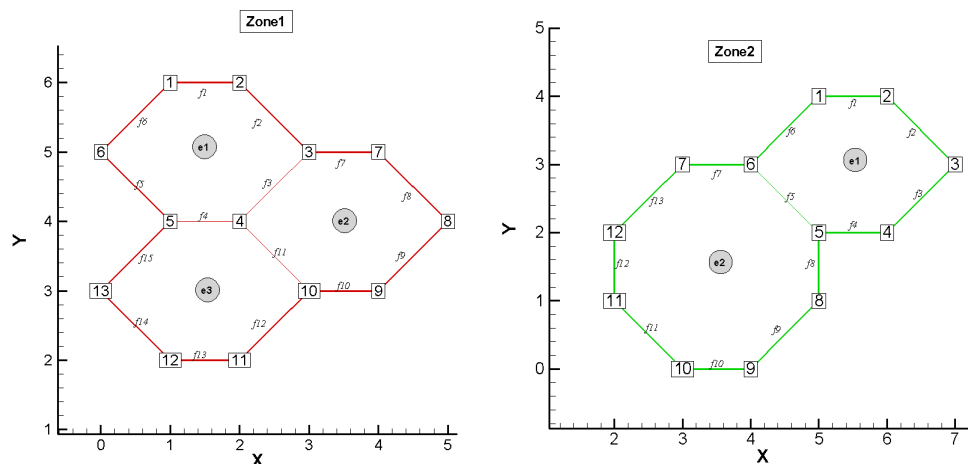 Zone1
6
5
4
3
2
1
Y
0 1 2 3 4 5
X
1 2
f1
f6 f2
e1
6 3 7
f7
f5 f3 f8
5 4 8
f4
e2
f15 f11 f9
13 10 9
f10
e3
f14 f12
12 11
f13
Zone2
5
4
3
2
1
0
Y
2 3 4 5 6 7
X
1 2
f1
f6 f2
e1
7 6 3
f7
f13 f5 f3
12 5 4
f4
f12 e2 f8
11 8
f11 f9
10 9
f10